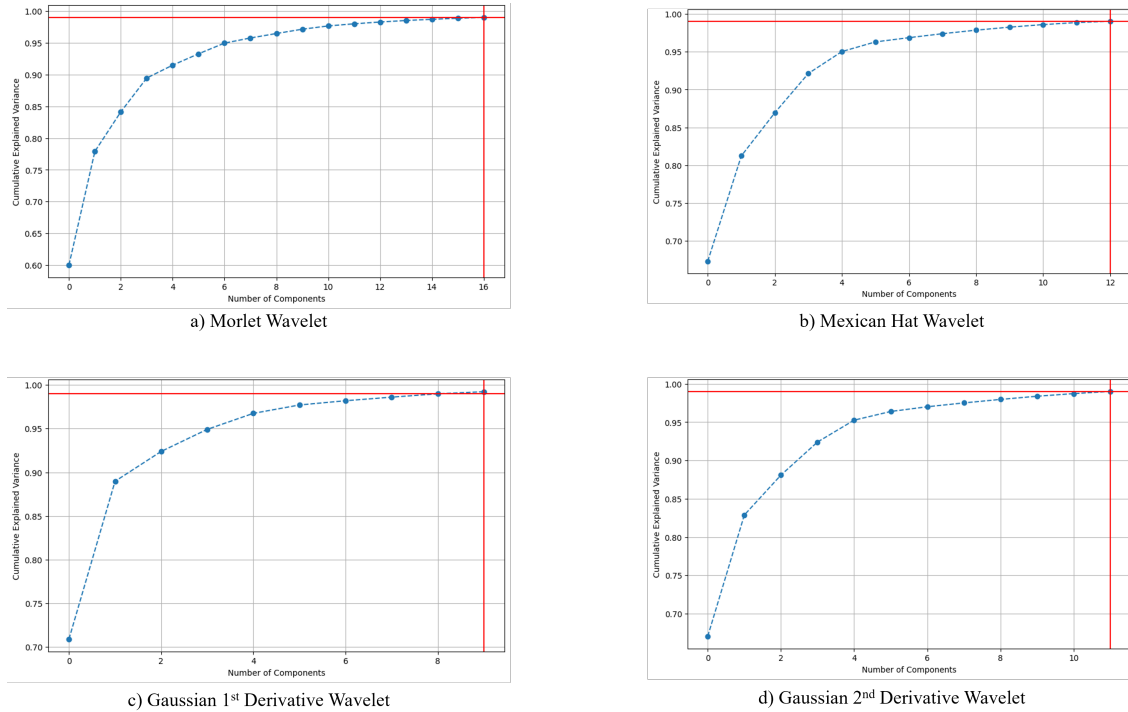 1.00
0.95
0.90
0.85
0.80
0.75
0.70
0.65
0.60
Cumulative Explained Variance
0 2 4 6 8 10 12 14 16
Number of Components
a) Morlet Wavelet
1.00
0.95
0.90
0.85
0.80
0.75
0.70
Cumulative Explained Variance
0 2 4 6 8 10 12
Number of Components
b) Mexican Hat Wavelet
1.00
0.95
0.90
0.85
0.80
0.75
0.70
Cumulative Explained Variance
0 2 4 6 8
Number of Components
c) Gaussian 1st Derivative Wavelet
1.00
0.95
0.90
0.85
0.80
0.75
0.70
Cumulative Explained Variance
0 2 4 6 8 10
Number of Components
d) Gaussian 2nd Derivative Wavelet